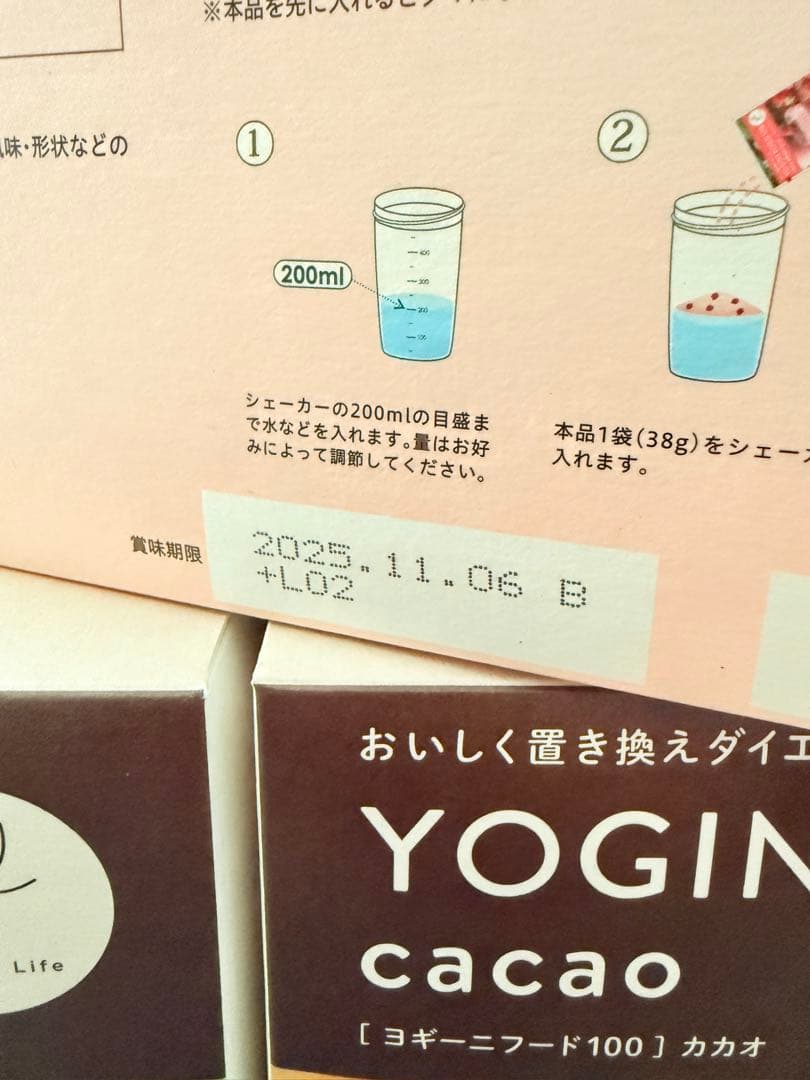 ※本品を先に入れると
味・形状などの
1
2
400
300
200ml
200
100
シェーカーの200mlの目盛ま
で水などを入れます。量はお好
みによって調節してください。
本品1袋(38g)をシェー
入れます。
賞味期限
2025.11.06 B
+L02
おいしく置き換えダイエ
YOGIN
cacao
Life
[ヨギーニフード100] カカオ